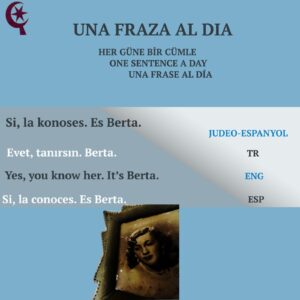 UNA FRAZA AL DIA
HER GÜNE BİR CÜMLE
ONE SENTENCE A DAY
UNA FRASE AL DÍA
Si, la konoses. Es Berta.
JUDEO-ESPANYOL
Evet, tanırsın. Berta.
TR
Yes, you know her. It's Berta.
ENG
Si, la conoces. Es Berta.
ESP